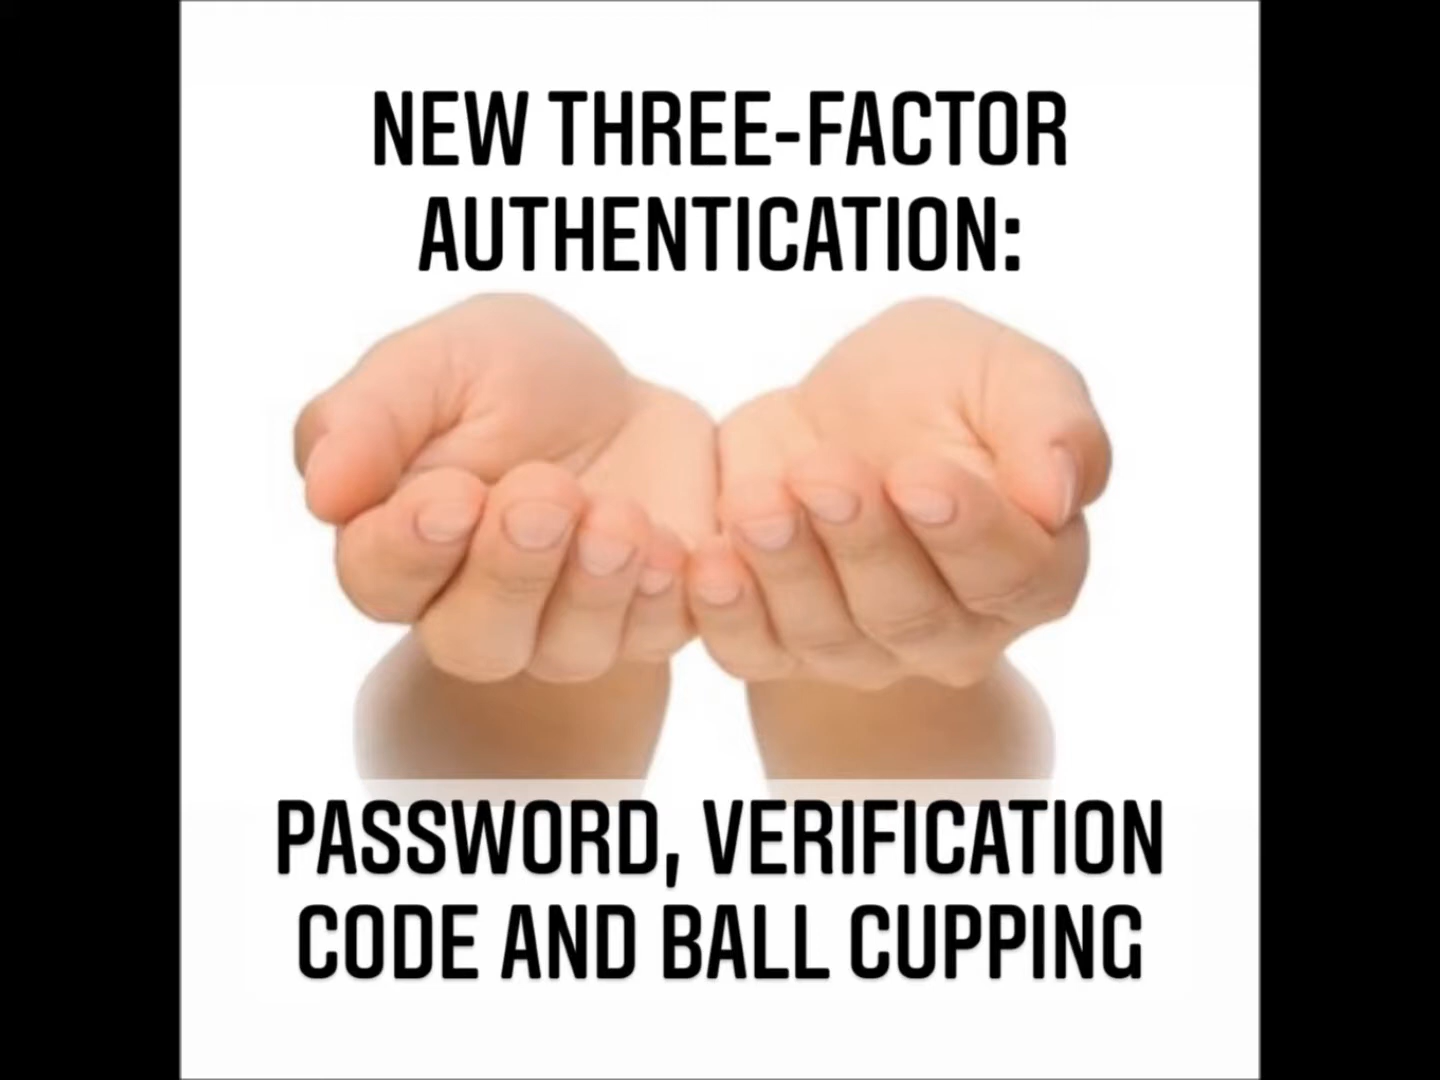 NEW THREE-FACTOR
AUTHENTICATION:
PASSWORD, VERIFICATION
CODE AND BALL CUPPING